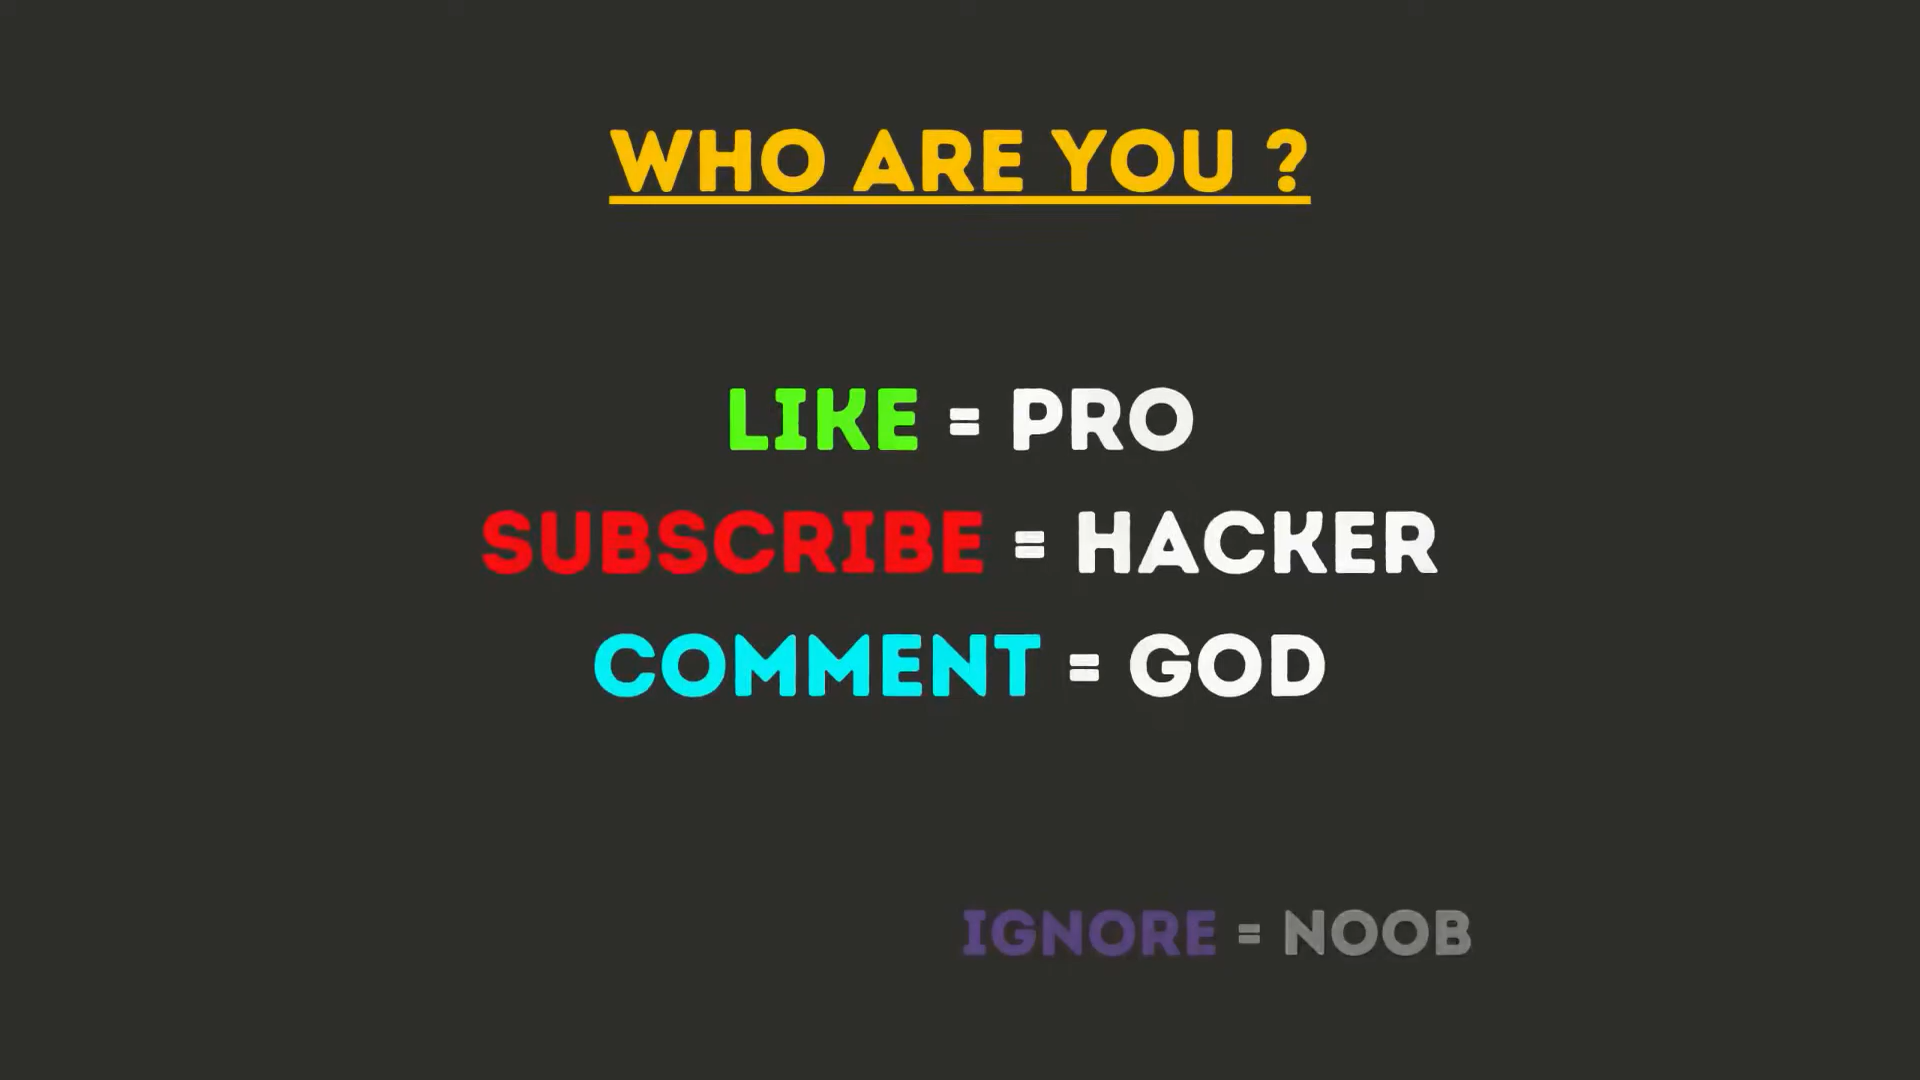 WHO ARE YOU ?
LIKE = PRO
SUBSCRIBE = HACKER
COMMENT = GOD
IGNORE = NOOB